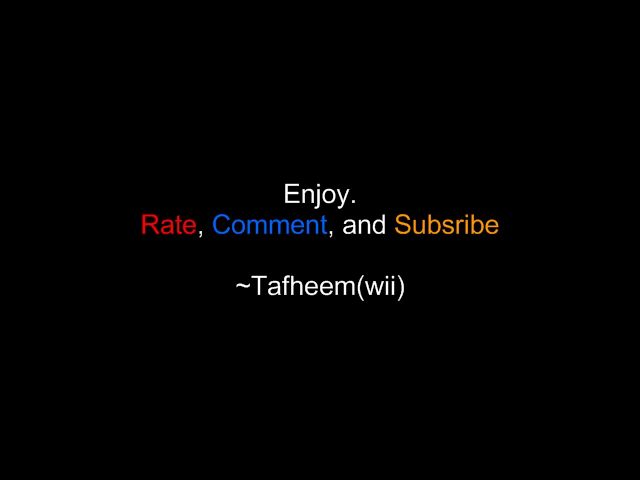 Enjoy.
Rate, Comment, and Subsribe
~Tafheem(wii)